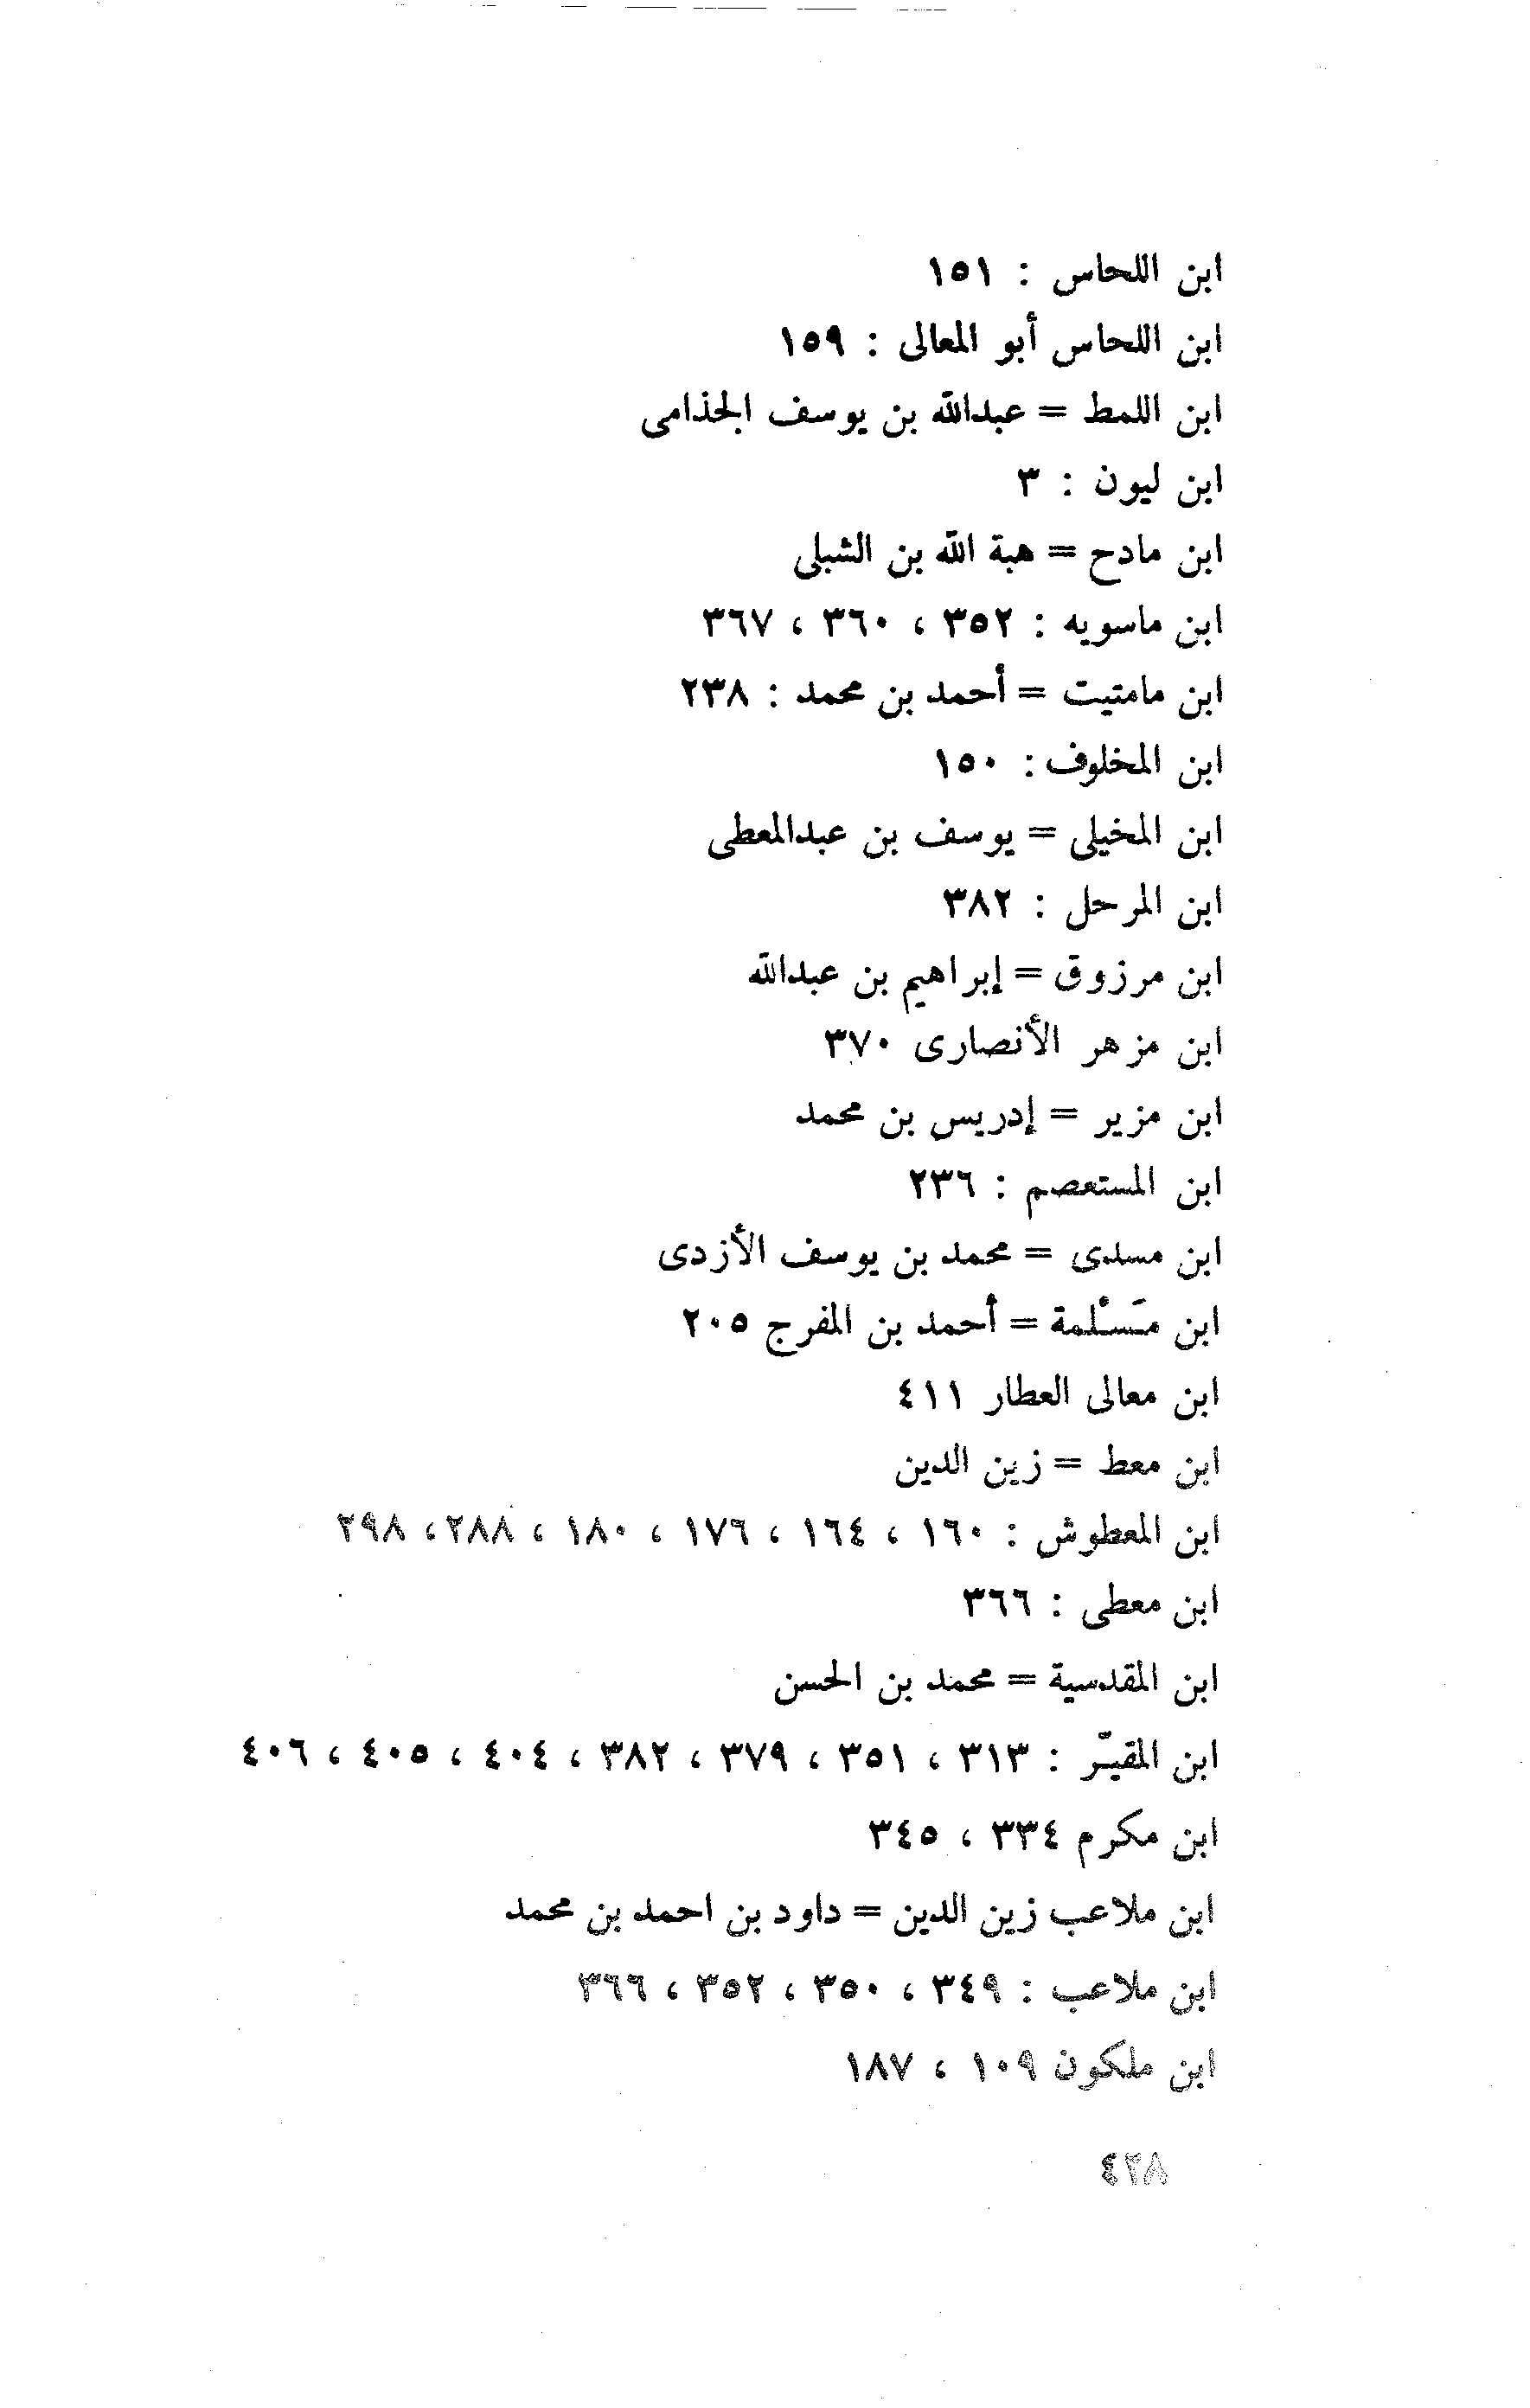 ابن اللحاس : ١٥١
ابن اللحاس أبو المعالى : ١٥٩
ابن اللمط = عبدالله بن يوسف الجذامى
ابن ليون : ٣
ابن مادح = هبة الله بن الشبلى
ابن ماسويه : ٣٥٢ ، ٣٦٠ ، ٣٦٧
ابن مامتيت = أحمد بن محمد : ٢٣٨
ابن المخلوف : ١٥٠
ابن المخيلى = يوسف بن عبدالمعطى
ابن المرحل : ٣٨٢
ابن مرزوق = إبراهيم بن عبدالله
ابن مزهر الأنصارى ٣٧٠
ابن مزير = إدريس بن محمد
ابن المستعصم : ٢٣٦
ابن مسدى = محمد بن يوسف الأزدى
ابن مَسْلمة = أحمد بن المفرج ٢٠٥
ابن معالى العطار ٤١١
ابن معط = زين الدين
ابن المعطوش : ١٦٠ ، ١٦٤ ، ١٧٦ ، ١٨٠ ، ٢٨٨ ، ٢٩٨
ابن معطى : ٣٦٦
ابن المقدسية = محمد بن الحسن
ابن المقيّر : ٣١٣ ، ٣٥١ ، ٣٧٩ ، ٣٨٢ ، ٤٠٤ ، ٤٠٥ ، ٤٠٦
ابن مكرم ٣٣٤ ، ٣٤٥
ابن ملاعب زين الدين = داود بن احمد بن محمد
ابن ملاعب : ٣٤٩ ، ٣٥٠ ، ٣٥٢ ، ٣٦٦
ابن ملكون ١٠٩ ، ١٨٧
٤٢٨